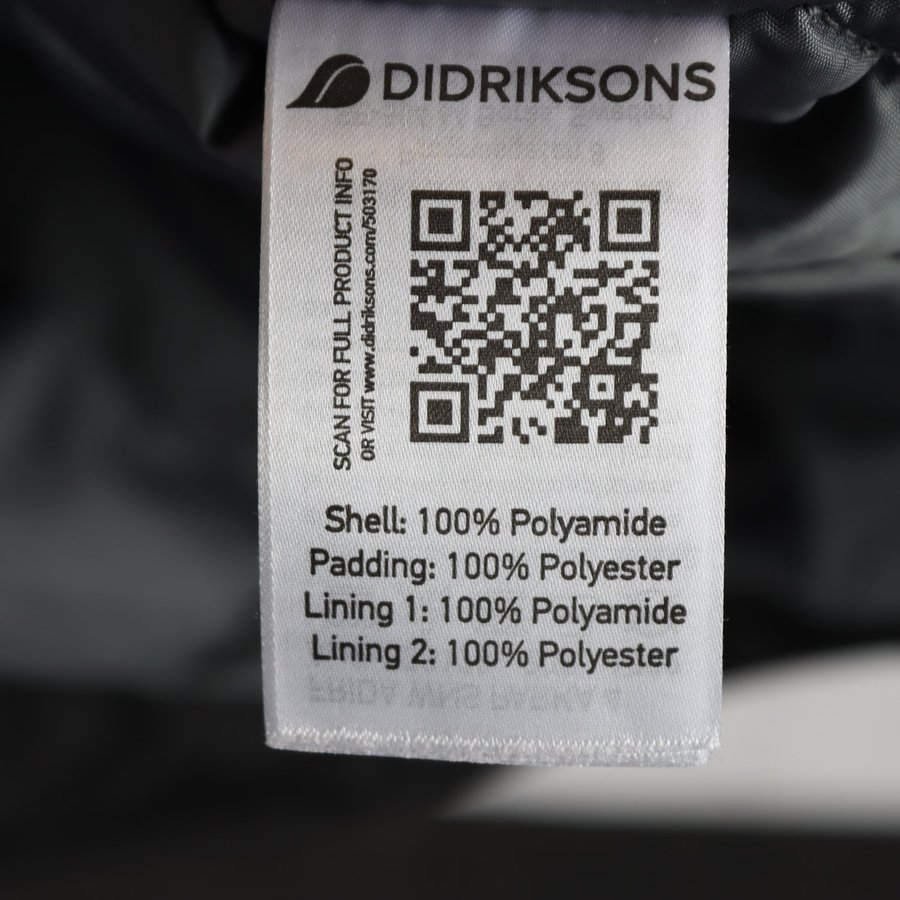 DIDRIKSONS
SCAN FOR FULL PRODUCT INFO
OR VISIT www.didriksons.com/503170
Shell: 100% Polyamide
Padding: 100% Polyester
Lining 1: 100% Polyamide
Lining 2: 100% Polyester